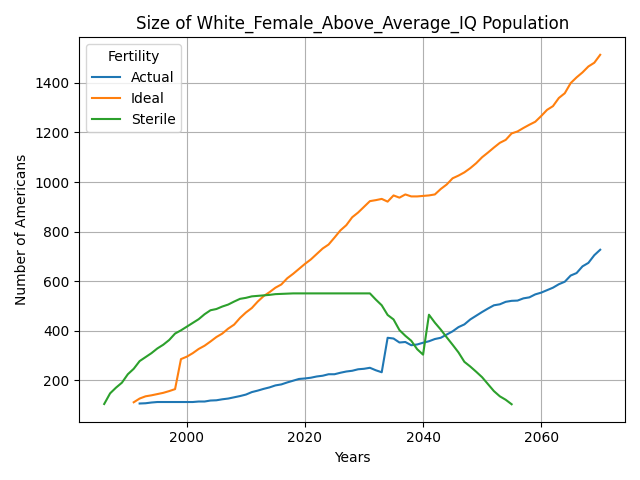 Size of White_Female_Above_Average_IQ Population
Fertility
Actual
Ideal
Sterile
Number of Americans
1400
1200
1000
800
600
400
200
2000
2020
2040
2060
Years